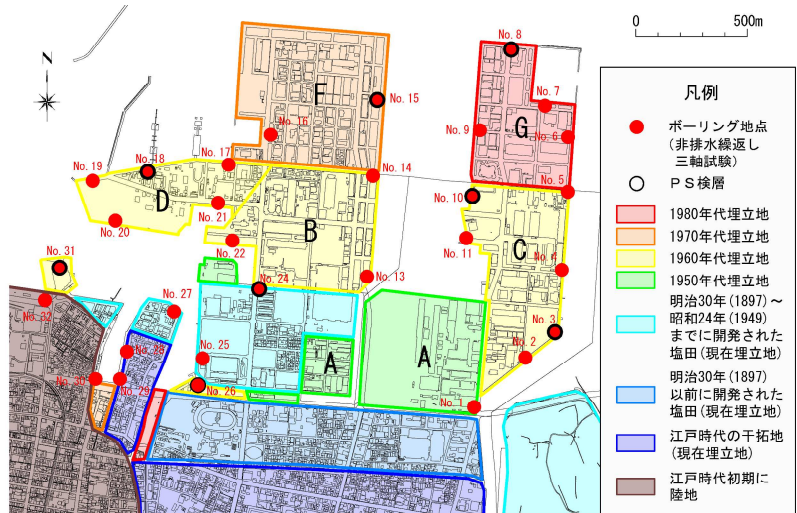 0
500m
N
No. 8
No. 15
F
No. 7
No. 16
No. 9
G
No. 6
No. 17
No. 18
No. 14
No. 19
No. 5
No. 10
D
No. 21
B
No. 20
No. 22
No. 11
C
No. 31
No. 4
No. 13
No. 24
No. 32
No. 27
No. 3
No. 2
No. 25
A
A
No. 29
No. 26
No. 1
凡例
ボーリング地点
(非排水繰返し
三軸試験)
PS検層
1980年代埋立地
1970年代埋立地
1960年代埋立地
1950年代埋立地
明治30年(1897)～
昭和24年(1949)
までに開発された
塩田(現在埋立地)
明治30年(1897)
以前に開発された
塩田(現在埋立地)
江戸時代の干拓地
(現在埋立地)
江戸時代初期に
陸地